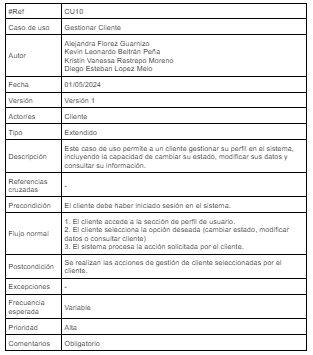 #Ref CU10
Caso de uso Gestionar Cliente
Autor
Alejandra Florez Guarnizo
Kevin Leonardo Beltrán Peña
Kristin Vanessa Restrepo Moreno
Diego Esteban Lopez Melo
Fecha 01/05/2024
Versión Versión 1
Actor/es Cliente
Tipo Extendido
Descripción
Este caso de uso permite a un cliente gestionar su perfil en el sistema,
incluyendo la capacidad de cambiar su estado, modificar sus datos y
consultar su información.
Referencias
cruzadas
-
Precondición El cliente debe haber iniciado sesión en el sistema.
Flujo normal
1. El cliente accede a la sección de perfil de usuario.
2. El cliente selecciona la opción deseada (cambiar estado, modificar
datos o consultar cliente)
3. El sistema procesa la acción solicitada por el cliente.
Postcondición
Se realizan las acciones de gestión de cliente seleccionadas por el
cliente.
Excepciones -
Frecuencia
esperada
Variable
Prioridad Alta
Comentarios Obligatorio